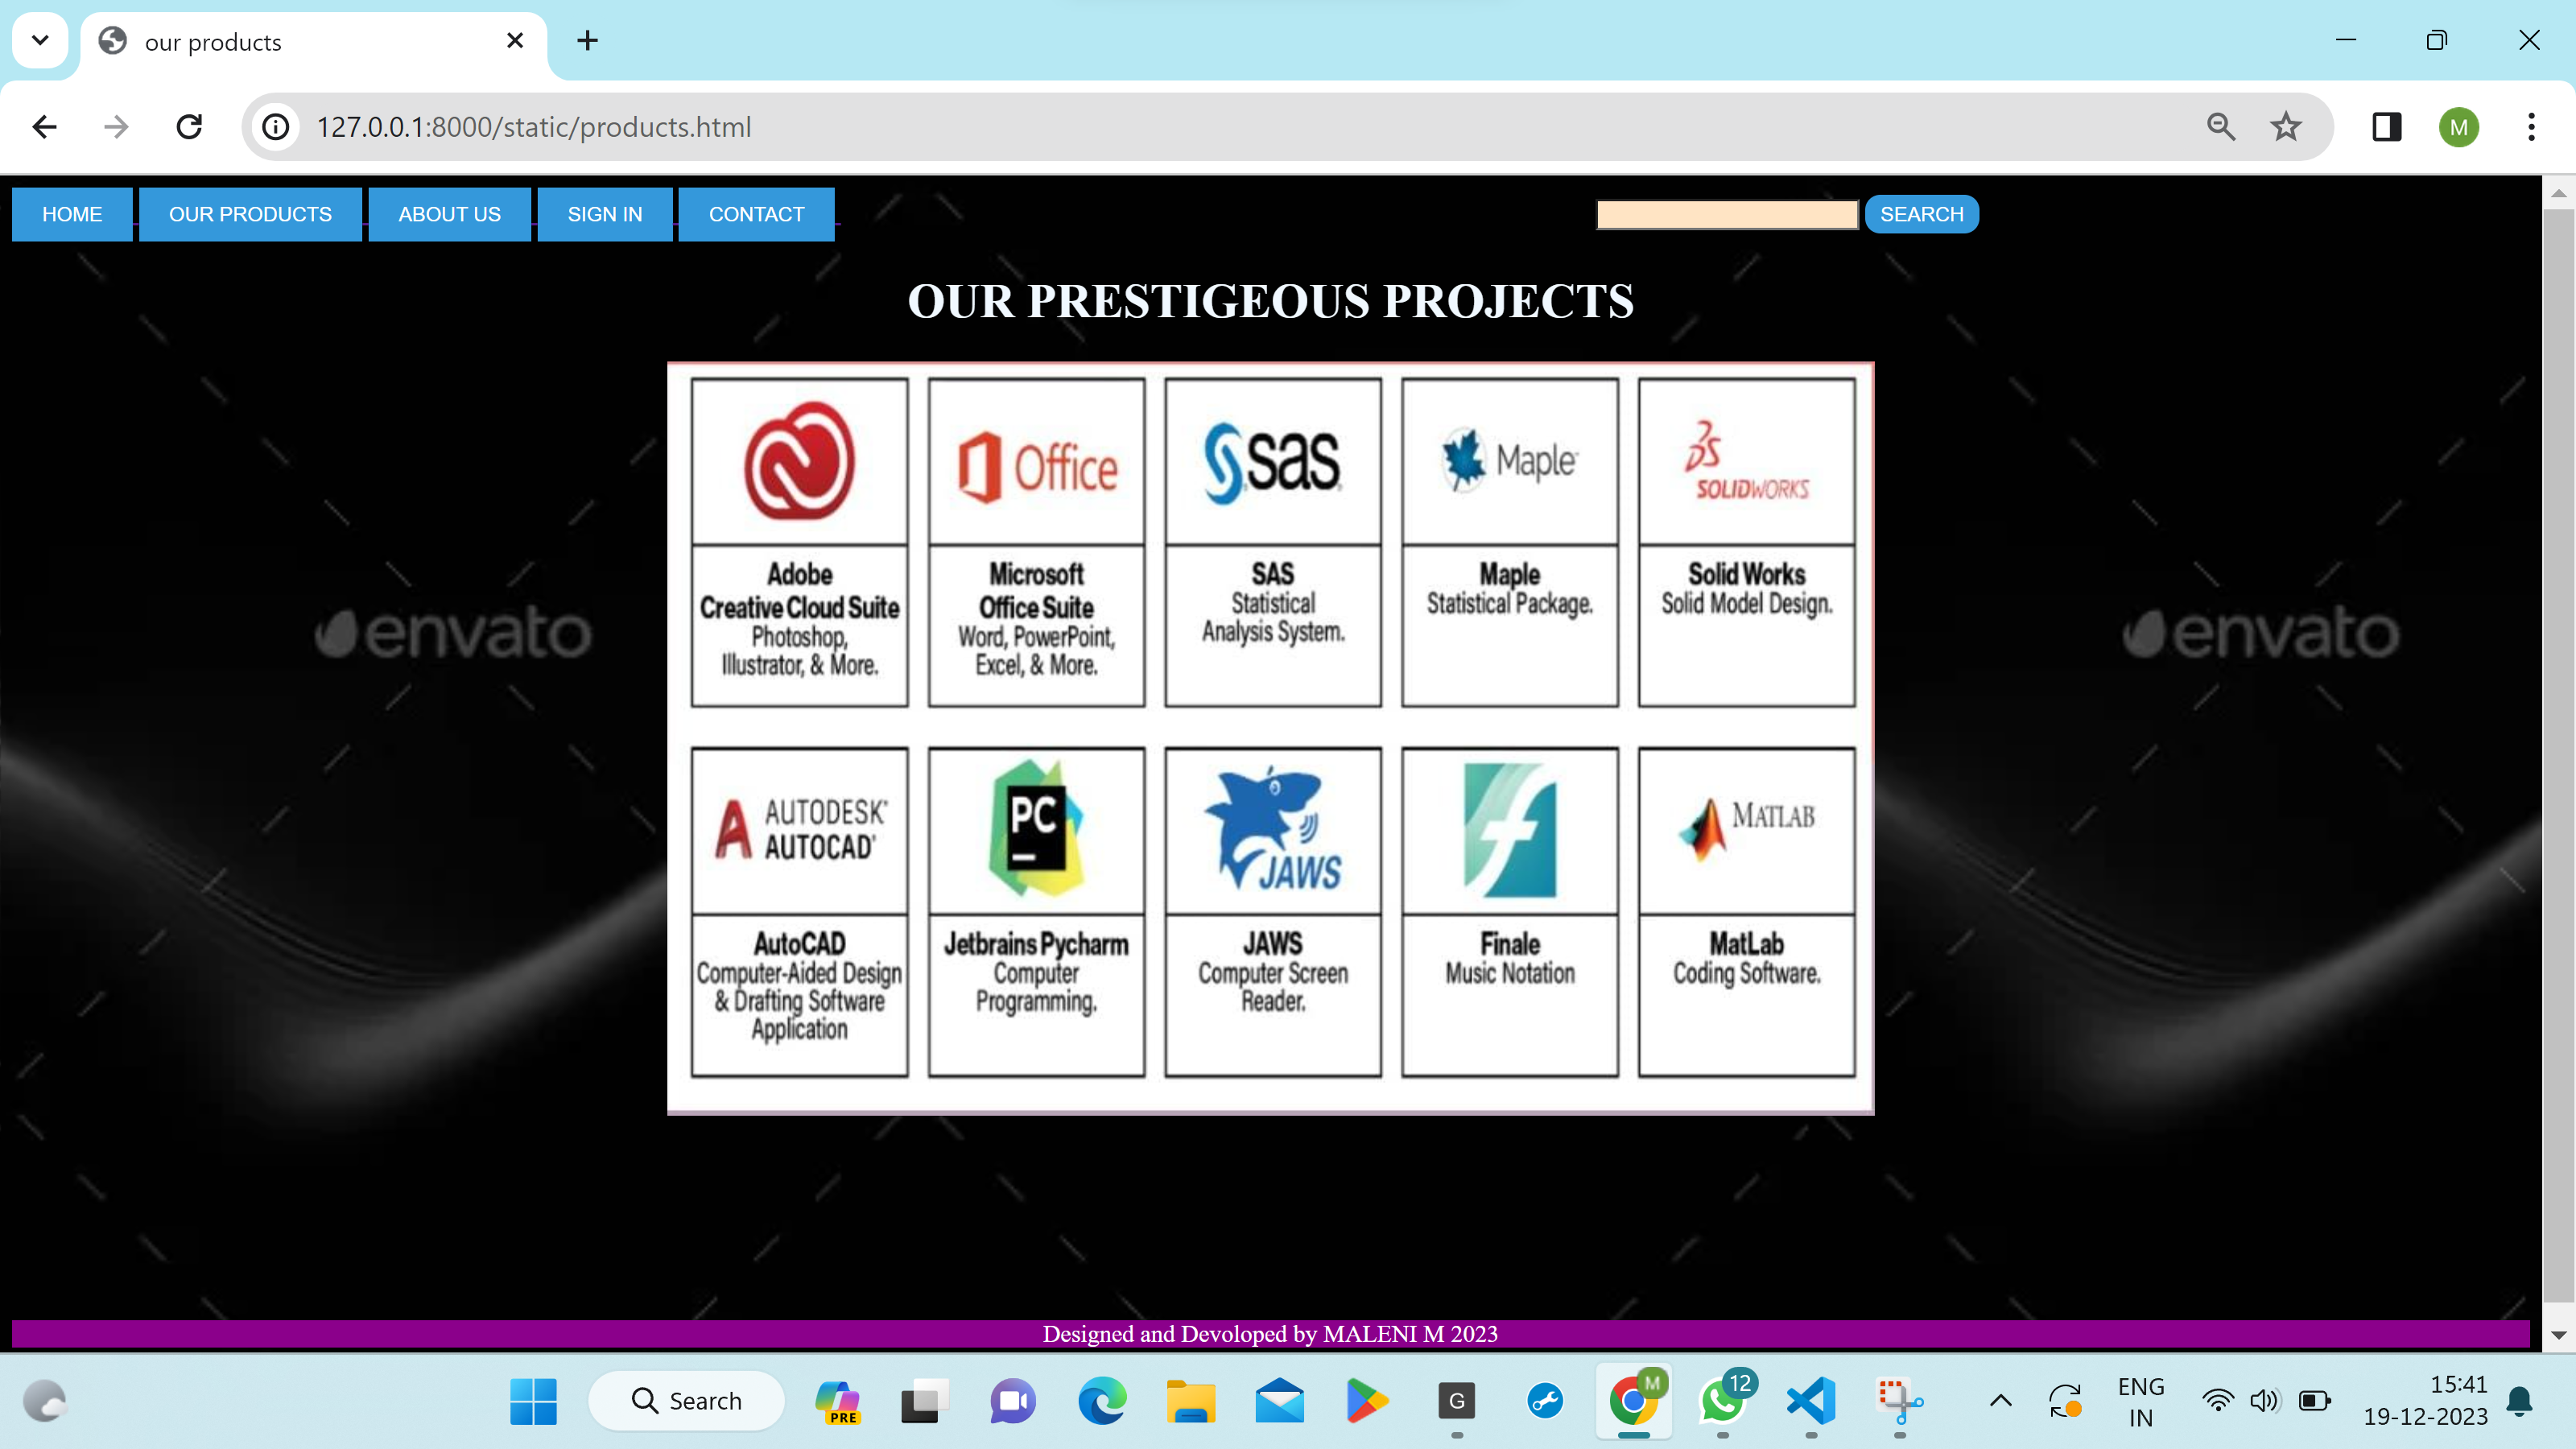 our products
127.0.0.1:8000/static/products.html
M
HOME OUR PRODUCTS ABOUT US SIGN IN CONTACT SEARCH
OUR PRESTIGEOUS PROJECTS
Office
sas
Maple
DS
SOLIDWORKS
Adobe
Creative Cloud Suite
Photoshop,
Illustrator, & More.
Microsoft
Office Suite
Word, PowerPoint,
Excel, & More.
SAS
Statistical
Analysis System.
Maple
Statistical Package.
Solid Works
Solid Model Design.
envato
envato
AUTODESK®
AUTOCAD®
PC
JAWS
f
MATLAB
AutoCAD
Computer-Aided Design
& Drafting Software
Application
Jetbrains Pycharm
Computer
Programming.
JAWS
Computer Screen
Reader.
Finale
Music Notation
MatLab
Coding Software.
Designed and Devoloped by MALENI M 2023
Search
PRE
G
M
12
ENG
IN
15:41
19-12-2023